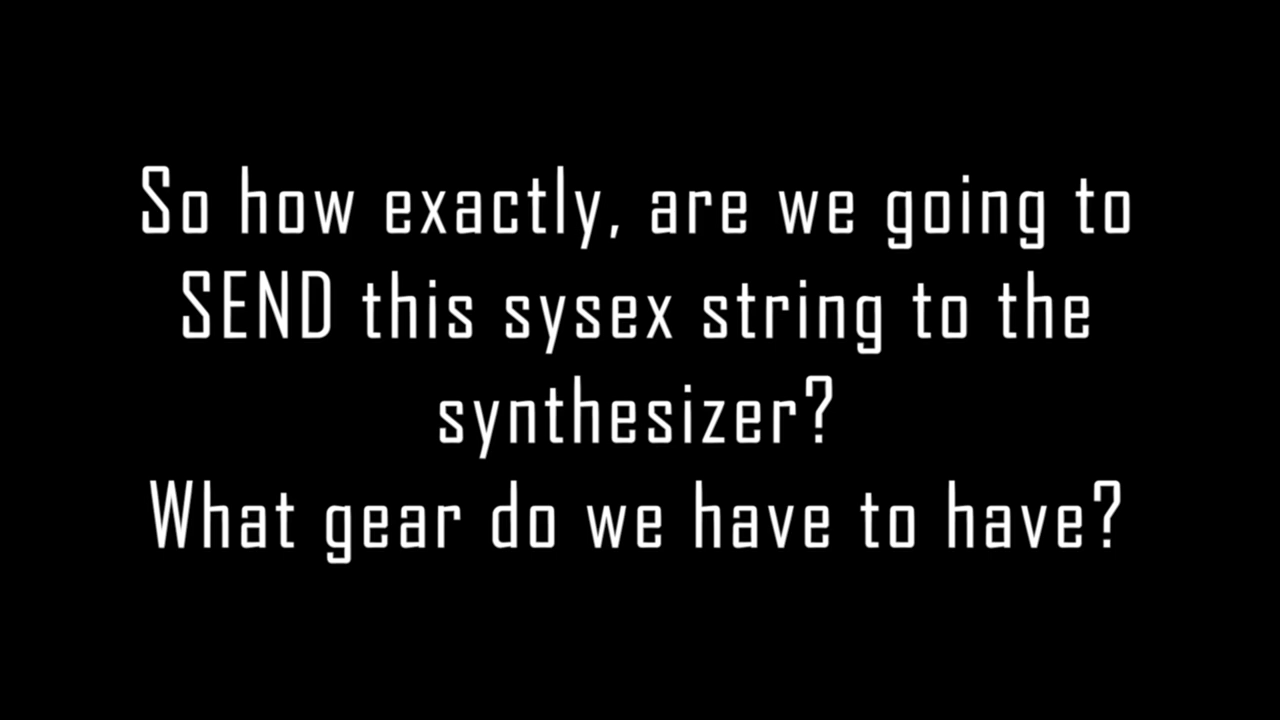 So how exactly, are we going to
SEND this sysex string to the
synthesizer?
What gear do we have to have?